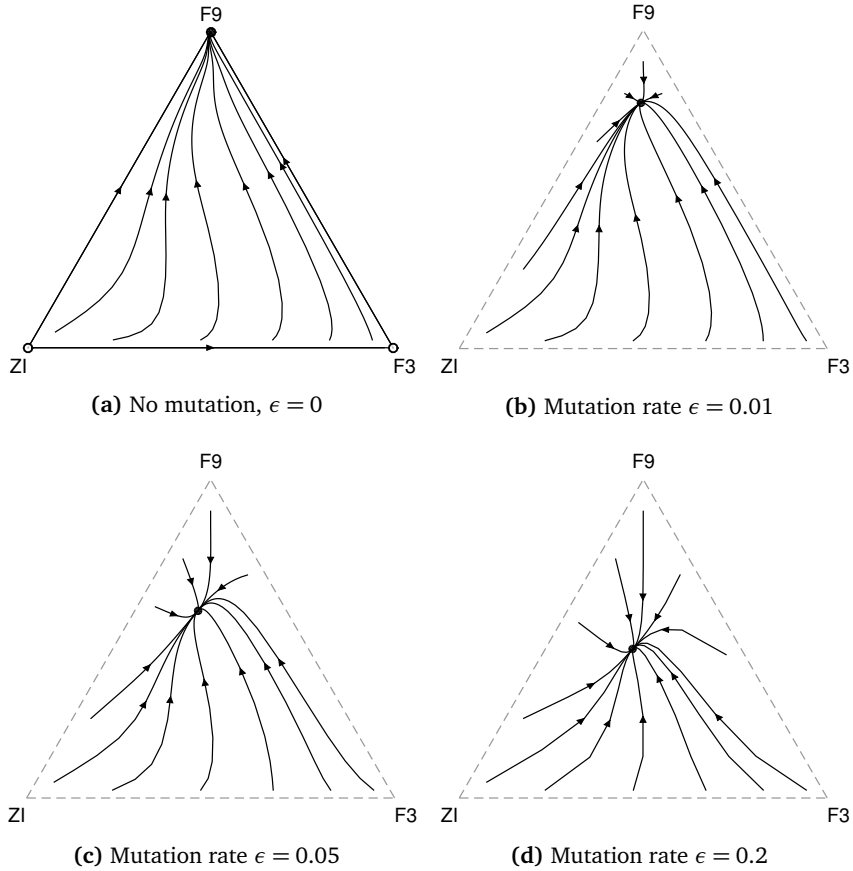 F9
F9
ZI
F3
ZI
F3
(a) No mutation, ϵ = 0
(b) Mutation rate ϵ = 0.01
F9
F9
ZI
F3
ZI
F3
(c) Mutation rate ϵ = 0.05
(d) Mutation rate ϵ = 0.2